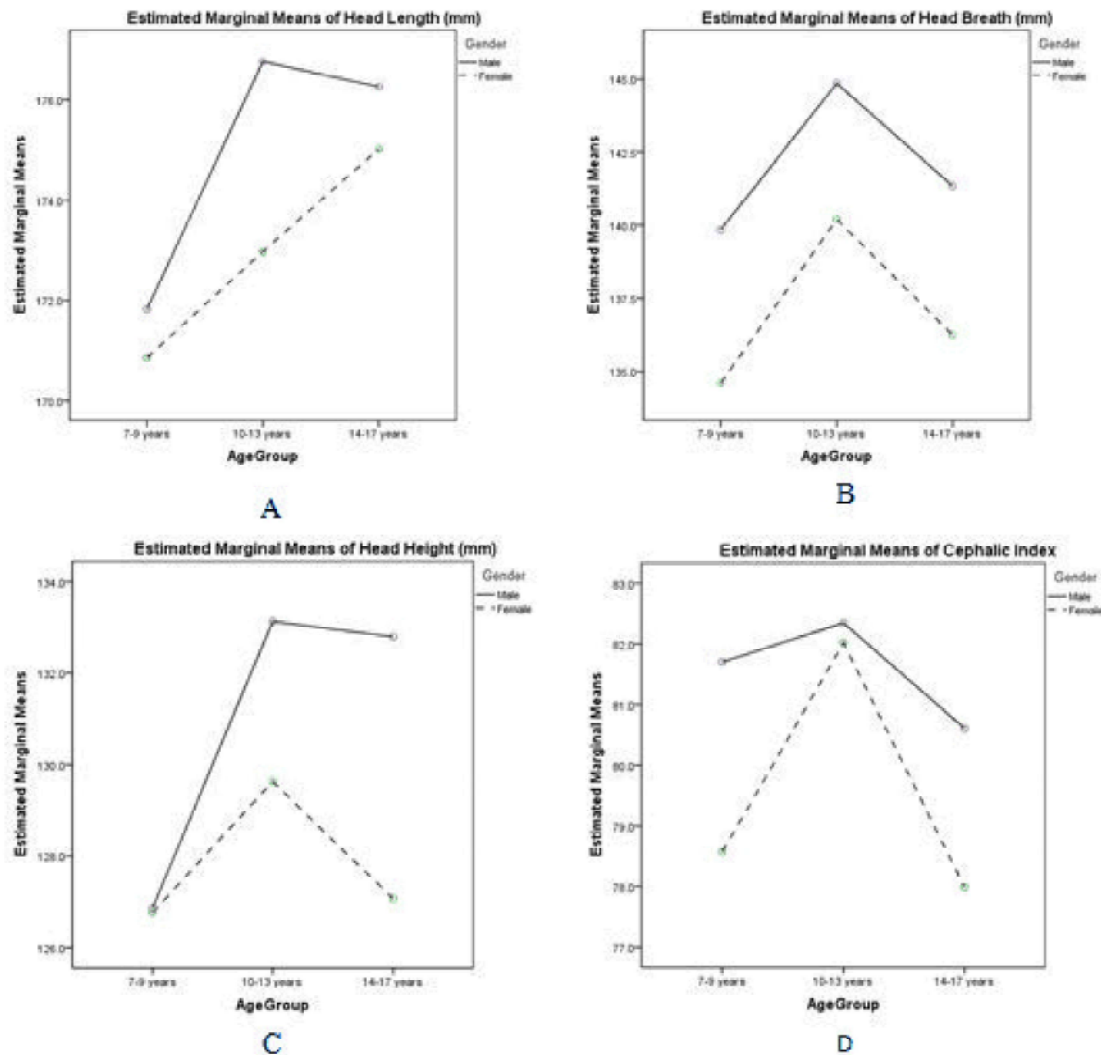 Estimated Marginal Means of Head Length (mm)
Gender
Male
Female
Estimated Marginal Means
176.0
174.0
172.0
170.0
7-9 years
10-13 years
14-17 years
AgeGroup
A
Estimated Marginal Means of Head Breath (mm)
Gender
Male
Female
Estimated Marginal Means
145.0
142.5
140.0
137.5
135.0
7-9 years
10-13 years
14-17 years
AgeGroup
B
Estimated Marginal Means of Head Height (mm)
Gender
Male
Female
Estimated Marginal Means
134.0
132.0
130.0
128.0
126.0
7-9 years
10-13 years
14-17 years
AgeGroup
C
Estimated Marginal Means of Cephalic Index
Gender
Male
Female
Estimated Marginal Means
83.0
82.0
81.0
80.0
79.0
78.0
77.0
7-9 years
10-13 years
14-17 years
AgeGroup
D